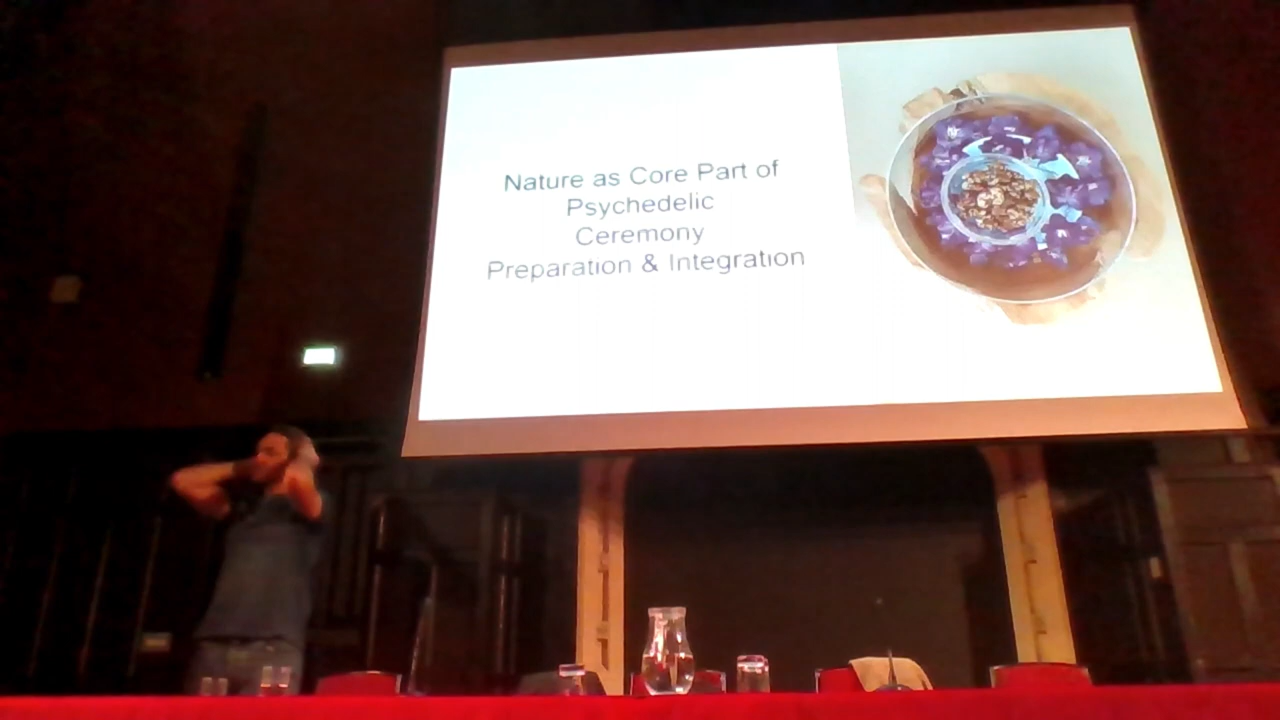 Nature as Core Part of
Psychedelic
Ceremony
Preparation & Integration